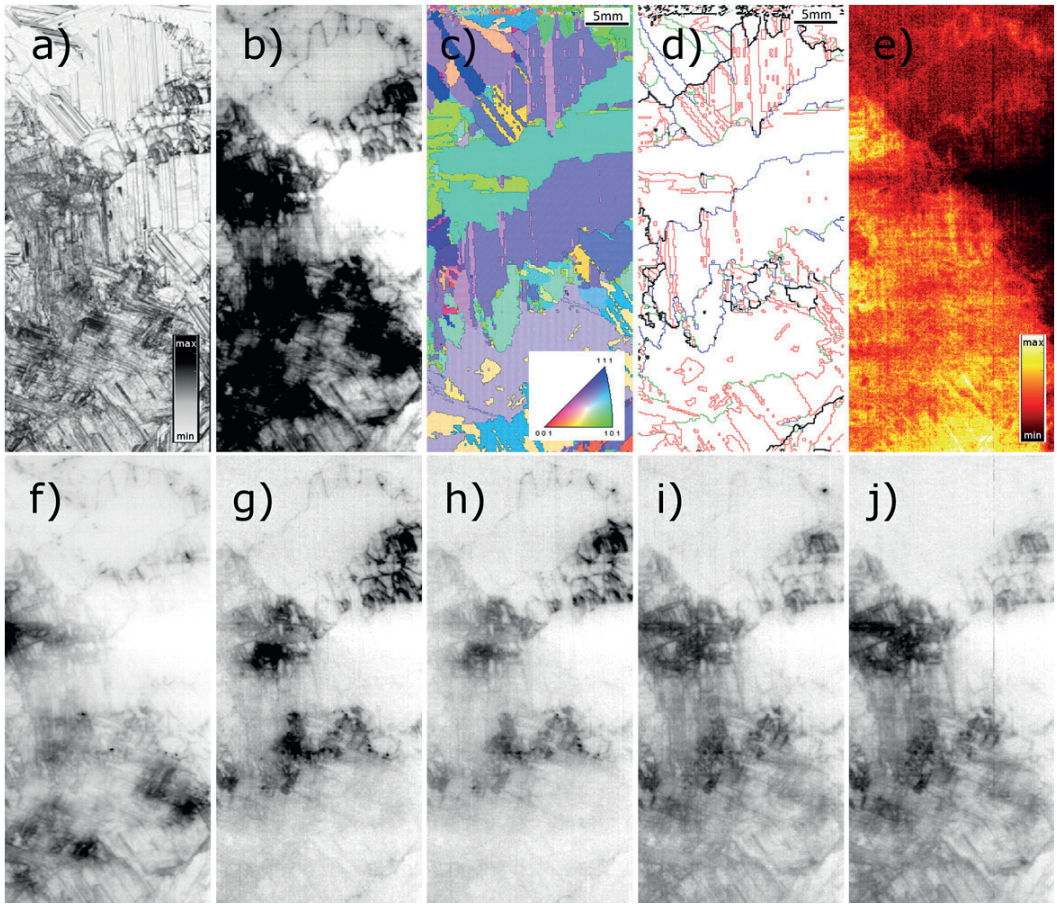 a)
b)
c)
d)
e)
5mm
5mm
max
min
111
001
101
max
min
f)
g)
h)
i)
j)